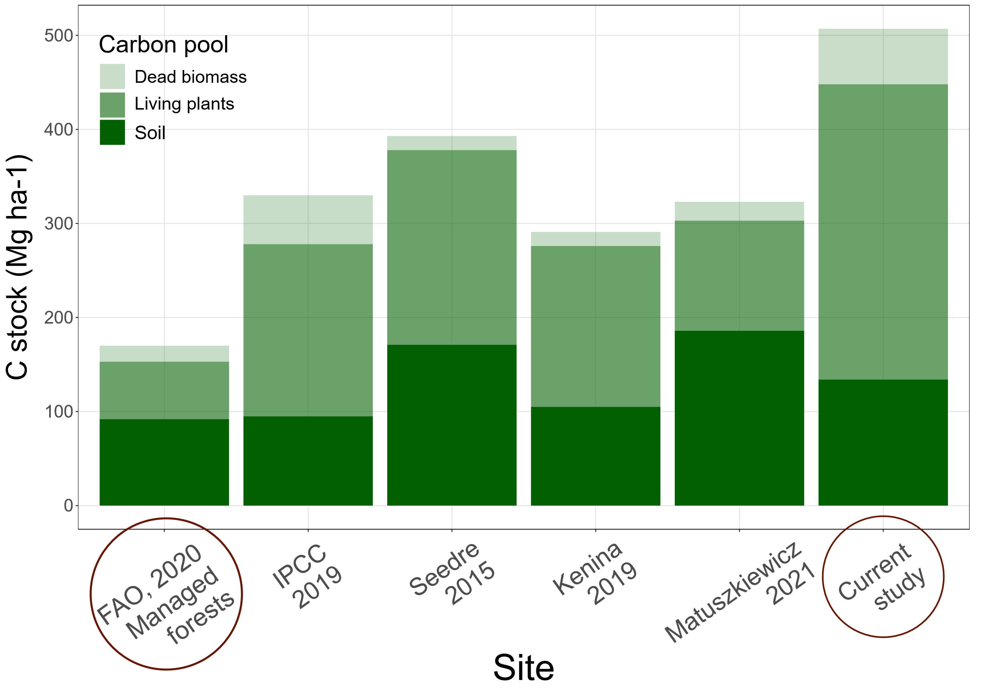 Carbon pool
Dead biomass
Living plants
Soil
C stock (Mg ha-1)
500
400
300
200
100
0
FAO, 2020
Managed
forests
IPCC
2019
Seedre
2015
Kenina
2019
Matuszkiewicz
2021
Current
study
Site